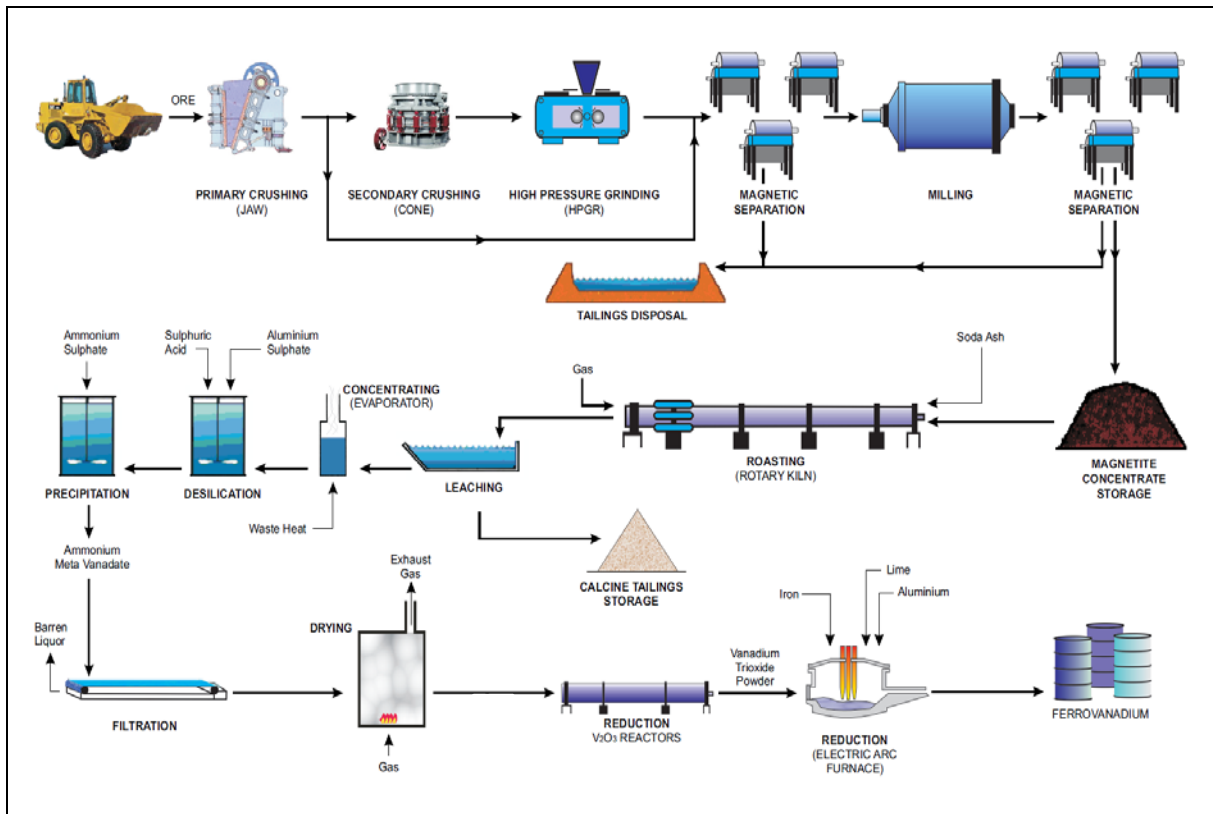 ORE
PRIMARY CRUSHING
(JAW)
SECONDARY CRUSHING
(CONE)
HIGH PRESSURE GRINDING
(HPGR)
MAGNETIC
SEPARATION
MILLING
MAGNETIC
SEPARATION
TAILINGS DISPOSAL
Ammonium
Sulphate
Sulphuric
Acid
Aluminium
Sulphate
CONCENTRATING
(EVAPORATOR)
Gas
Soda Ash
PRECIPITATION
DESILICATION
Waste Heat
LEACHING
ROASTING
(ROTARY KILN)
MAGNETITE
CONCENTRATE
STORAGE
Ammonium
Meta Vanadate
CALCINE TAILINGS
STORAGE
Barren
Liquor
FILTRATION
DRYING
Exhaust
Gas
Gas
REDUCTION
V2O3 REACTORS
Vanadium
Trioxide
Powder
Iron
Lime
Aluminium
REDUCTION
(ELECTRIC ARC
FURNACE)
FERROVANADIUM